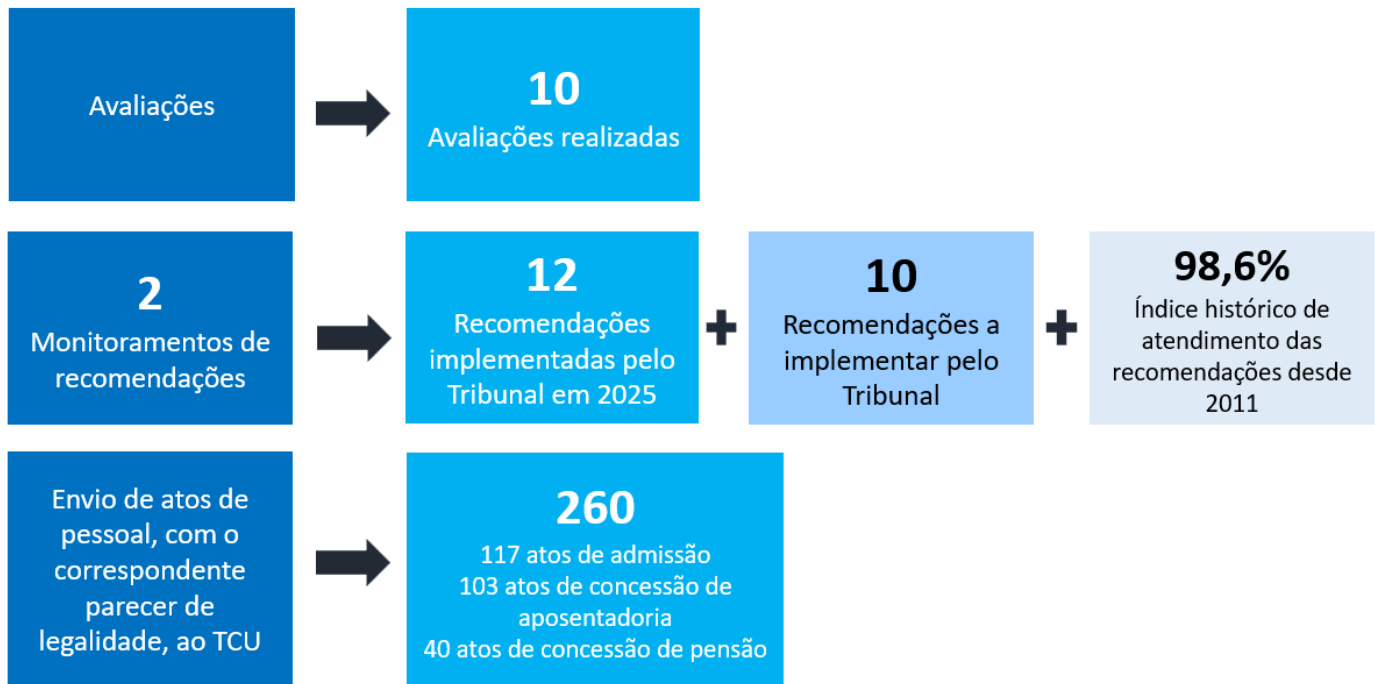 Avaliações
10
Avaliações realizadas
2
Monitoramentos de
recomendações
12
Recomendações
implementadas pelo
Tribunal em 2025
10
Recomendações a
implementar pelo
Tribunal
98,6%
Índice histórico de
atendimento das
recomendações desde
2011
Envio de atos de
pessoal, com o
correspondente
parecer de
legalidade, ao TCU
260
117 atos de admissão
103 atos de concessão de
aposentadoria
40 atos de concessão de pensão